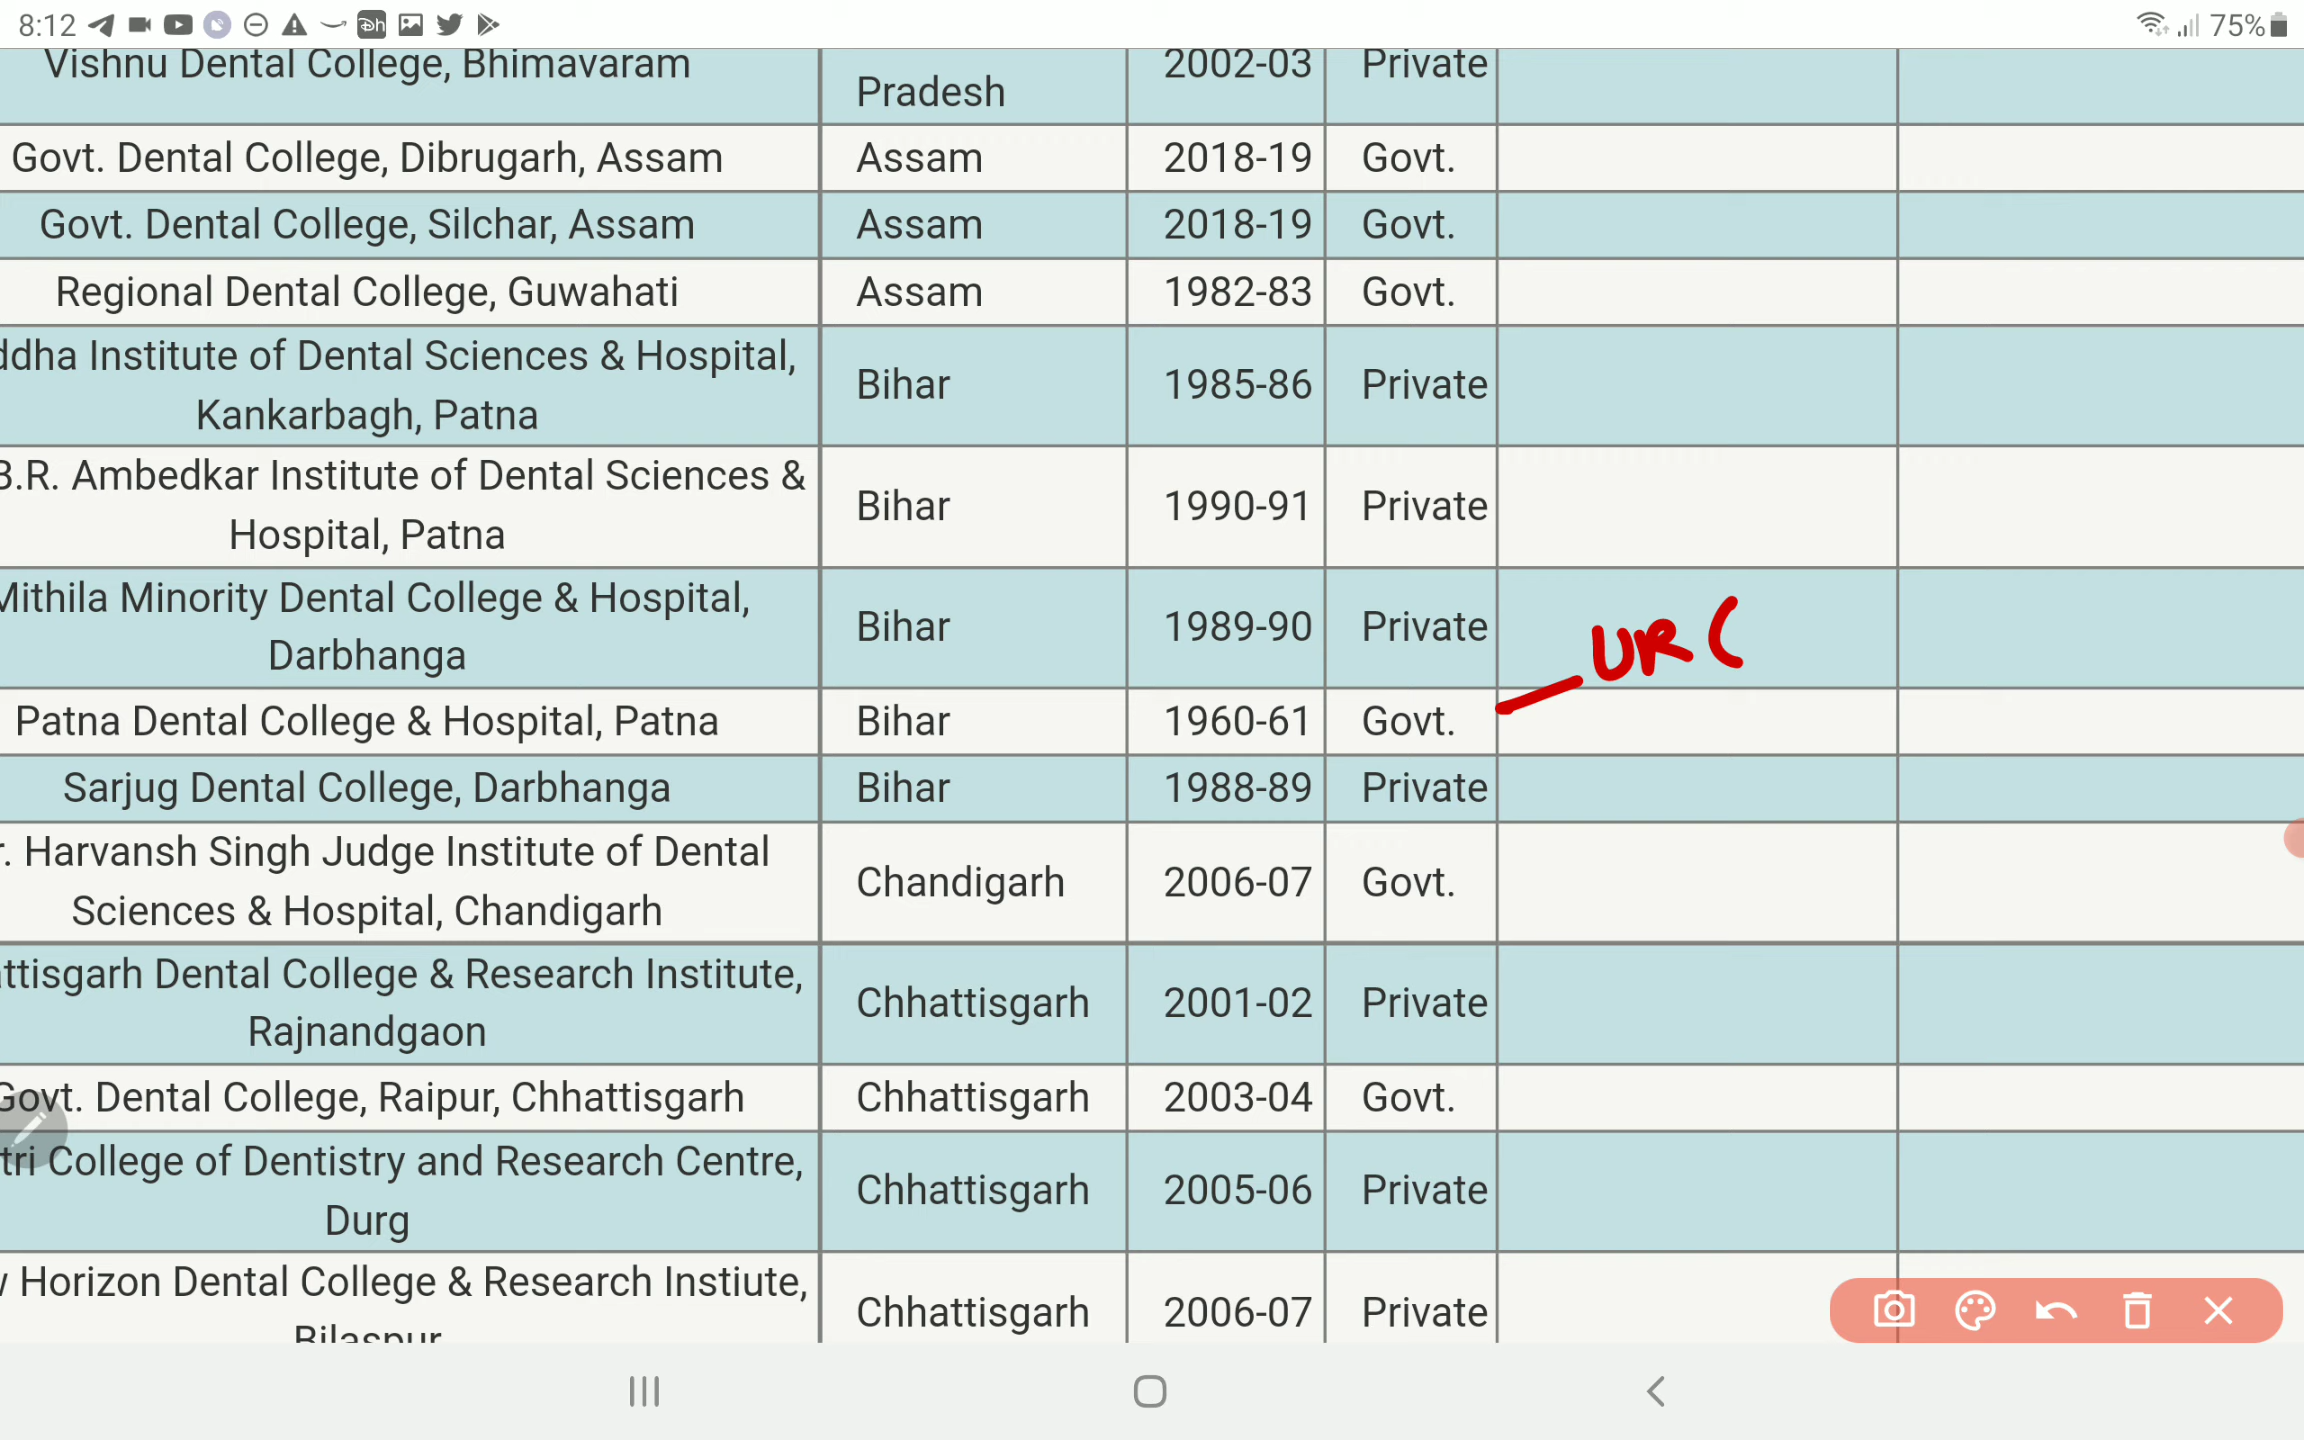 8:12 75%
Vishnu Dental College, Bhimavaram Pradesh 2002-03 Private
Govt. Dental College, Dibrugarh, Assam Assam 2018-19 Govt.
Govt. Dental College, Silchar, Assam Assam 2018-19 Govt.
Regional Dental College, Guwahati Assam 1982-83 Govt.
ddha Institute of Dental Sciences & Hospital,
Kankarbagh, Patna Bihar 1985-86 Private
B.R. Ambedkar Institute of Dental Sciences &
Hospital, Patna Bihar 1990-91 Private
Mithila Minority Dental College & Hospital,
Darbhanga Bihar 1989-90 Private
UR (
Patna Dental College & Hospital, Patna Bihar 1960-61 Govt.
Sarjug Dental College, Darbhanga Bihar 1988-89 Private
r. Harvansh Singh Judge Institute of Dental
Sciences & Hospital, Chandigarh Chandigarh 2006-07 Govt.
attisgarh Dental College & Research Institute,
Rajnandgaon Chhattisgarh 2001-02 Private
Govt. Dental College, Raipur, Chhattisgarh Chhattisgarh 2003-04 Govt.
tri College of Dentistry and Research Centre,
Durg Chhattisgarh 2005-06 Private
w Horizon Dental College & Research Instiute,
Bilaspur Chhattisgarh 2006-07 Private